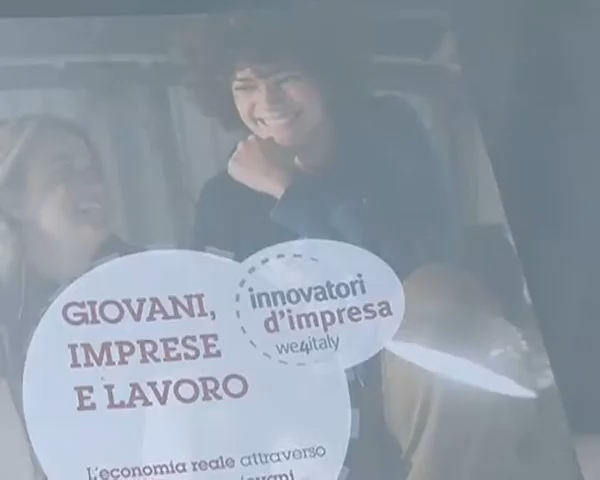 GIOVANI,
IMPRESE
E LAVORO
innovatori
d'impresa
we4italy
L'economia reale attraverso